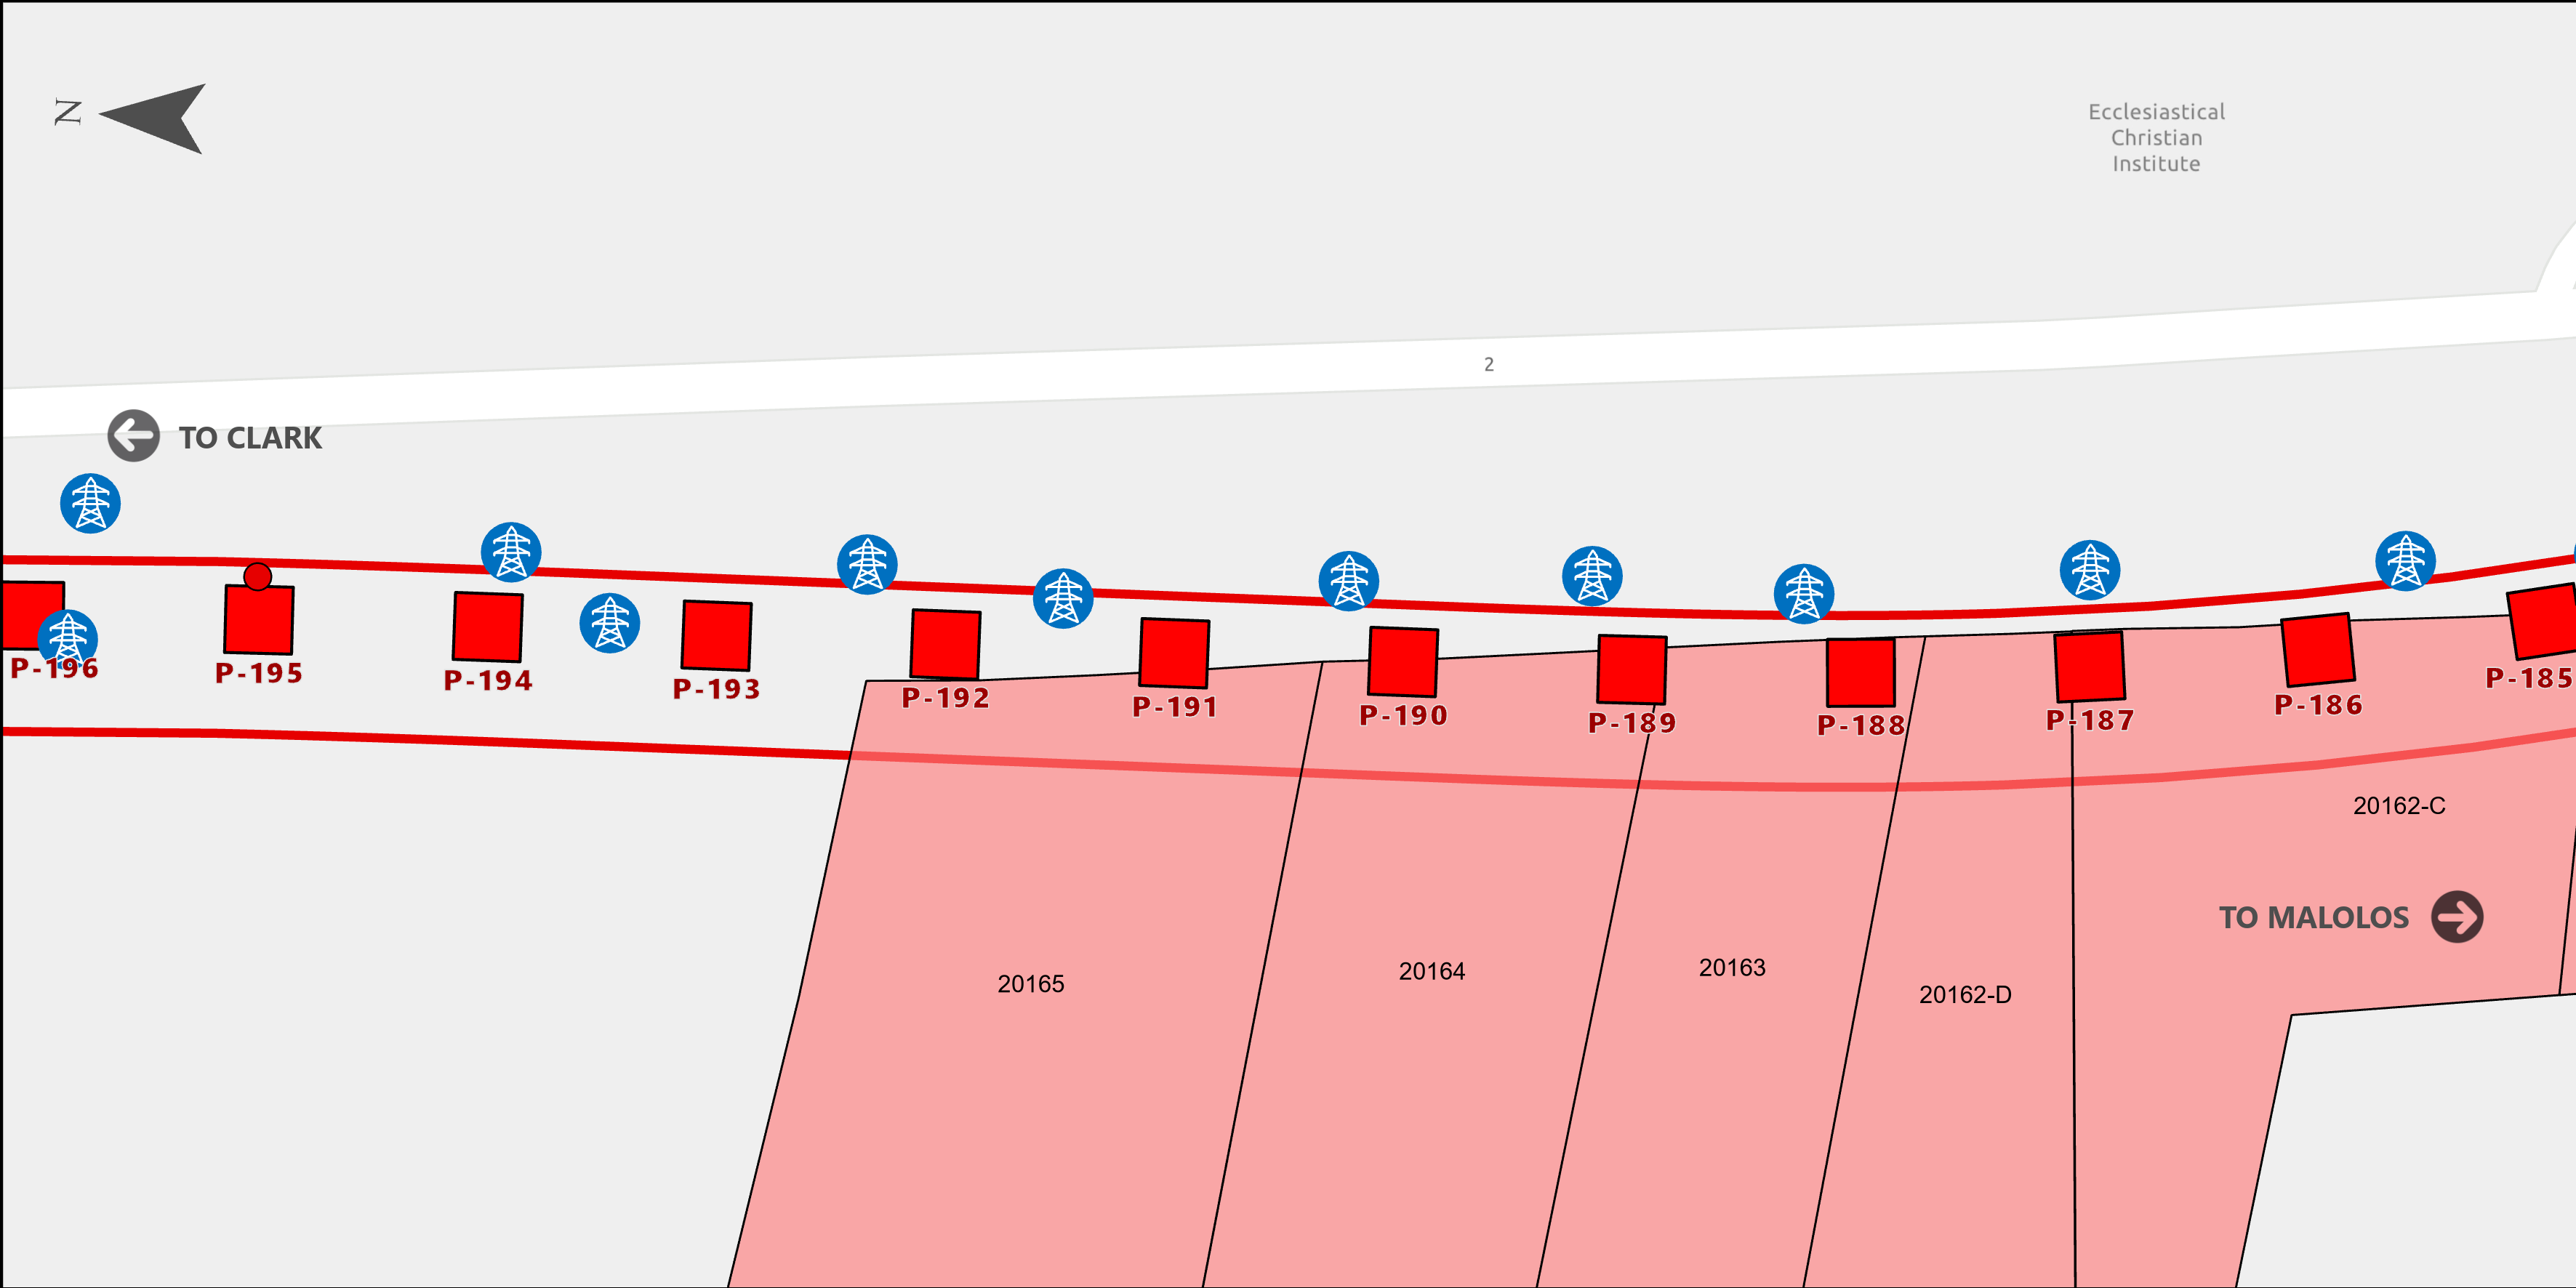 N
Ecclesiastical
Christian
Institute
2
TO CLARK
P-196
P-195
P-194
P-193
P-192
P-191
P-190
P-189
P-188
P-187
P-186
P-185
20162-C
TO MALOLOS
20165
20164
20163
20162-D